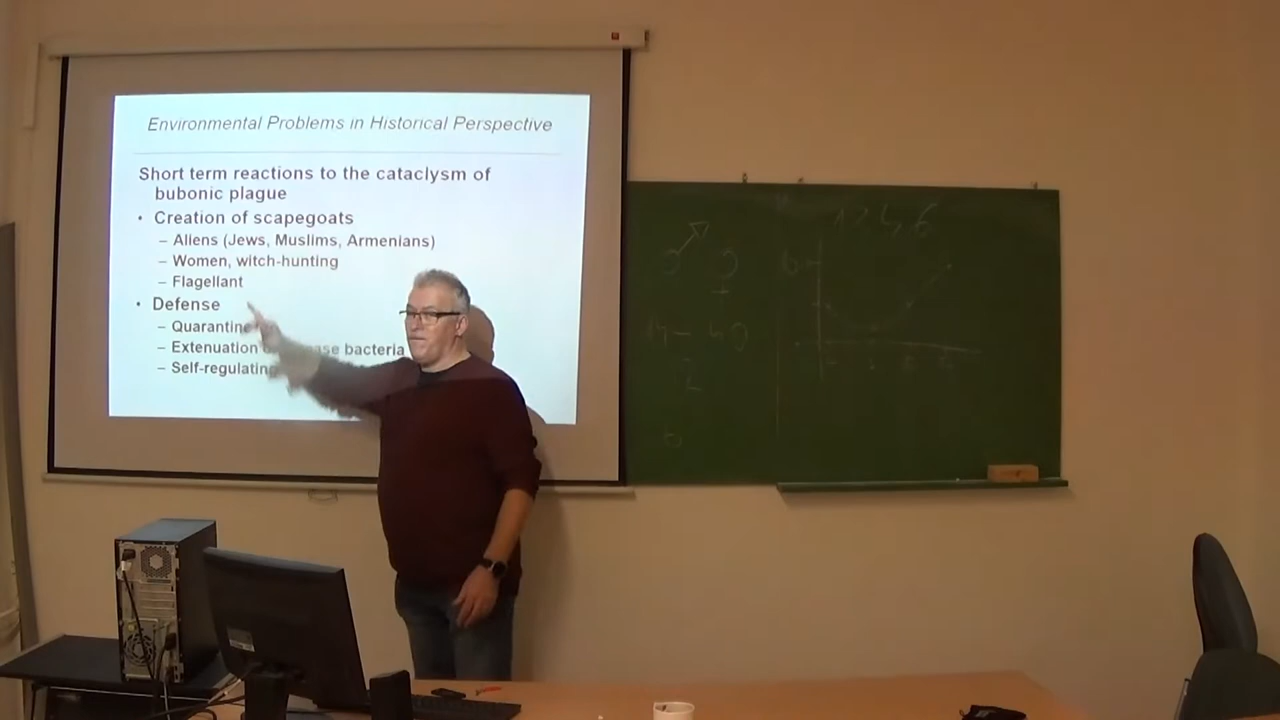 Environmental Problems in Historical Perspective
Short term reactions to the cataclysm of
bubonic plague
• Creation of scapegoats
– Aliens (Jews, Muslims, Armenians)
– Women, witch-hunting
– Flagellant
• Defense
– Quarantine
– Extenuation bacteria
– Self-regulating